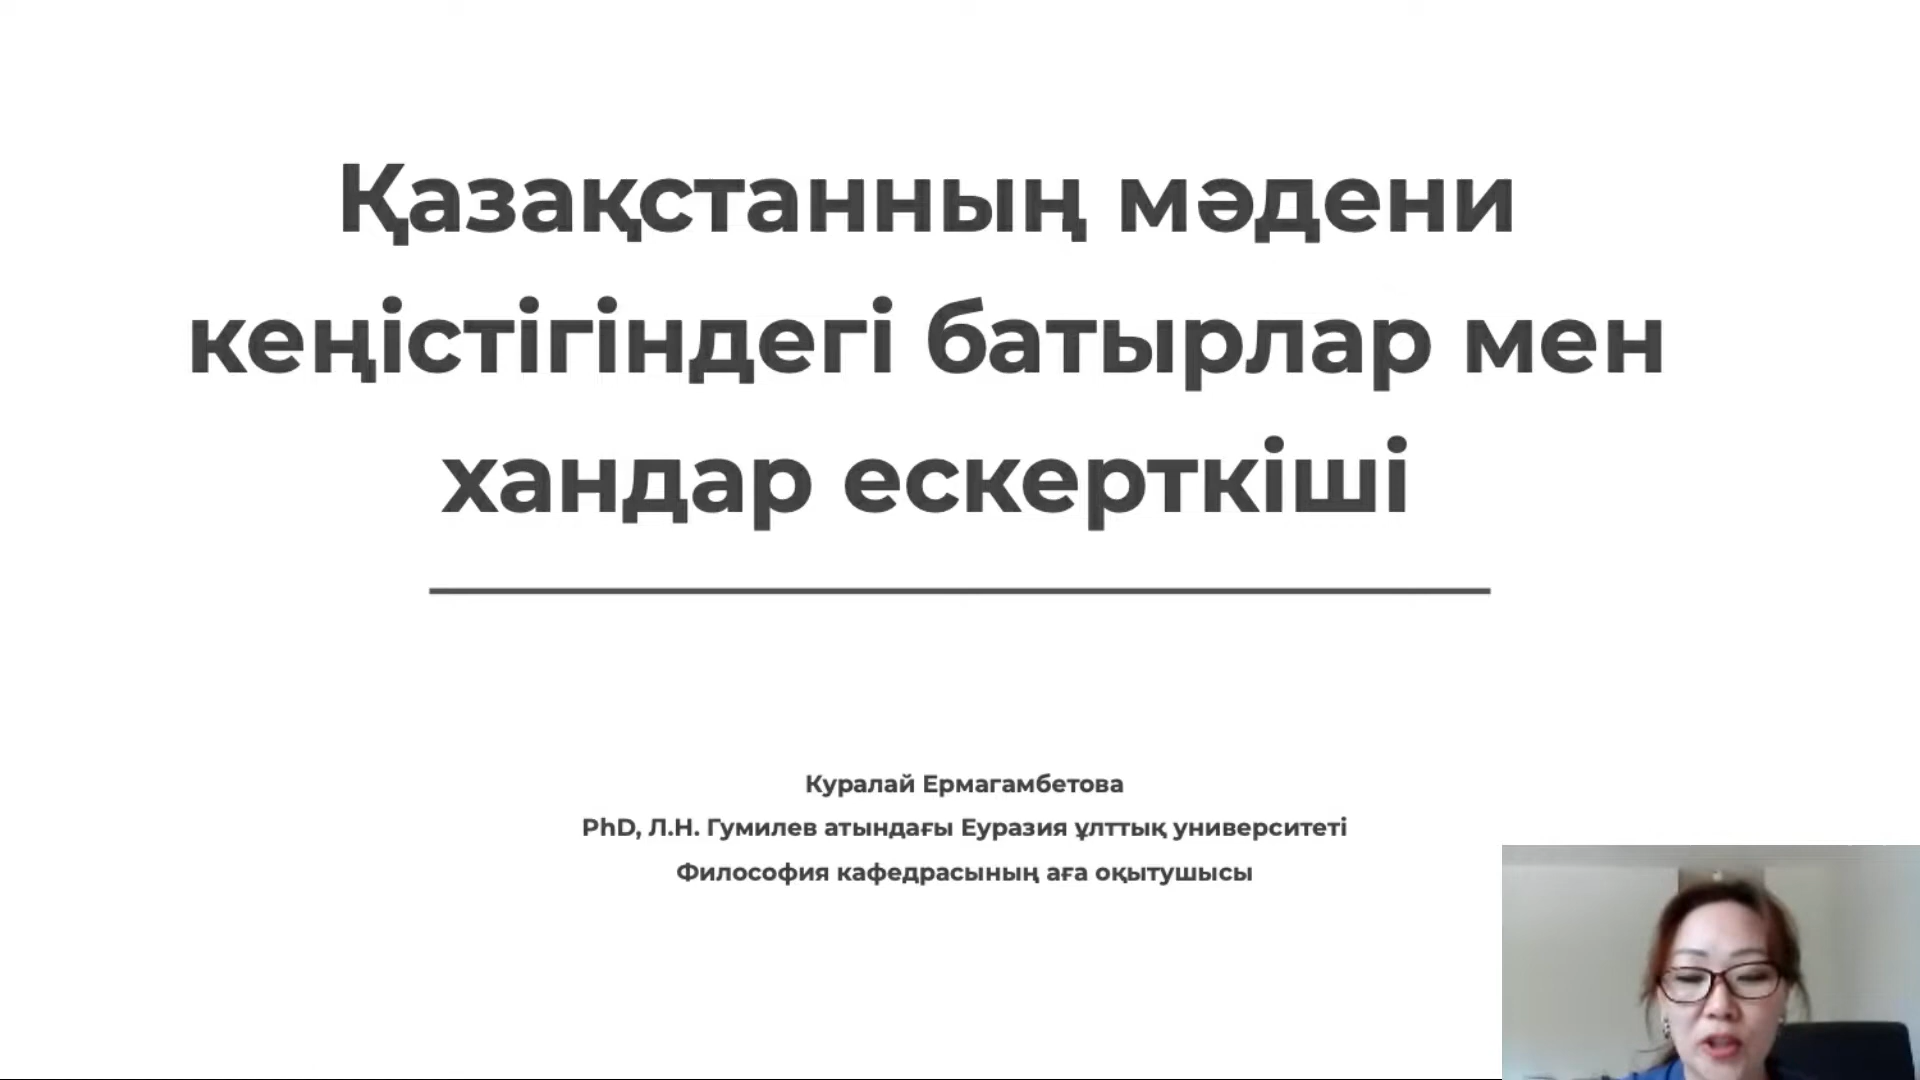 Қазақстанның мәдени
кеңістігіндегі батырлар мен
хандар ескерткіші
Куралай Ермагамбетова
PhD, Л.Н. Гумилев атындағы Еуразия ұлттық университеті
Философия кафедрасының аға оқытушысы